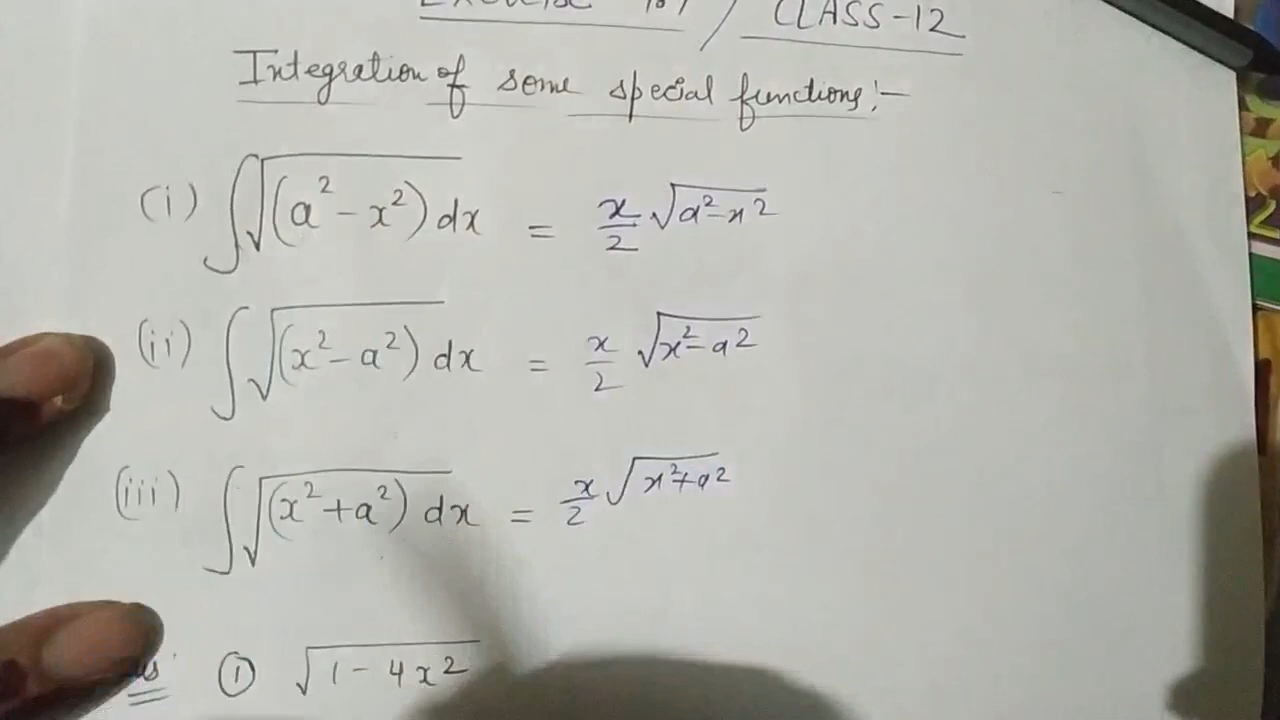 CLASS-12
Integration of some special functions:-
(i) ∫√(a²-x²) dx = x/2 √a²-x²
(ii) ∫√(x²-a²) dx = x/2 √x²-a²
(iii) ∫√(x²+a²) dx = x/2 √x²+a²
① √1-4x²